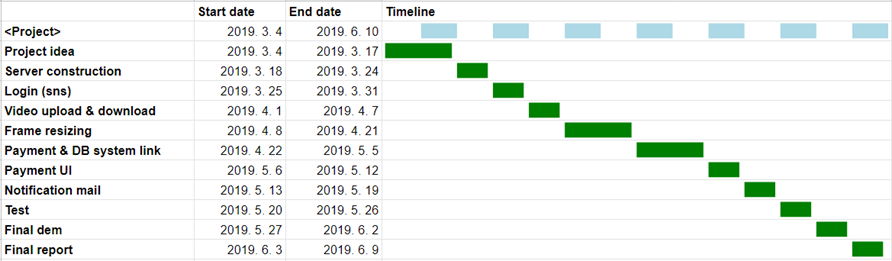 Start date End date Timeline
<Project> 2019. 3. 4 2019. 6. 10
Project idea 2019. 3. 4 2019. 3. 17
Server construction 2019. 3. 18 2019. 3. 24
Login (sns) 2019. 3. 25 2019. 3. 31
Video upload & download 2019. 4. 1 2019. 4. 7
Frame resizing 2019. 4. 8 2019. 4. 21
Payment & DB system link 2019. 4. 22 2019. 5. 5
Payment UI 2019. 5. 6 2019. 5. 12
Notification mail 2019. 5. 13 2019. 5. 19
Test 2019. 5. 20 2019. 5. 26
Final dem 2019. 5. 27 2019. 6. 2
Final report 2019. 6. 3 2019. 6. 9